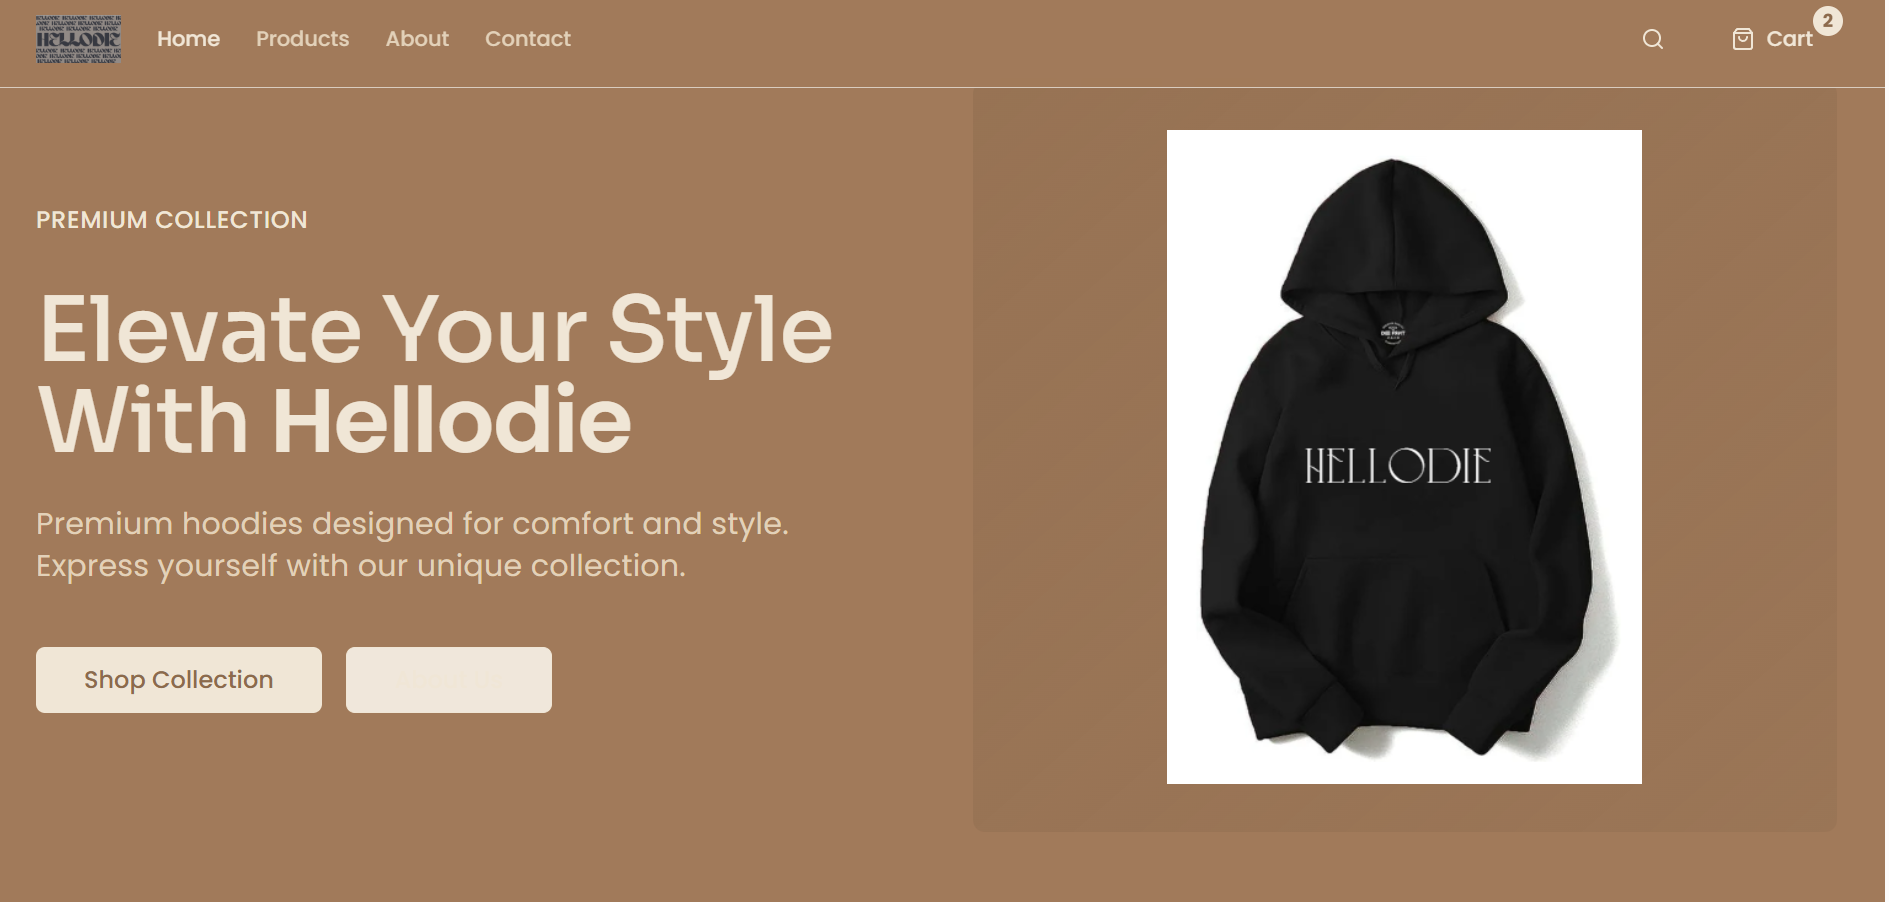 HELLODIE
Home
Products
About
Contact
Cart
2
PREMIUM COLLECTION
Elevate Your Style
With Hellodie
Premium hoodies designed for comfort and style.
Express yourself with our unique collection.
Shop Collection
HELLODIE